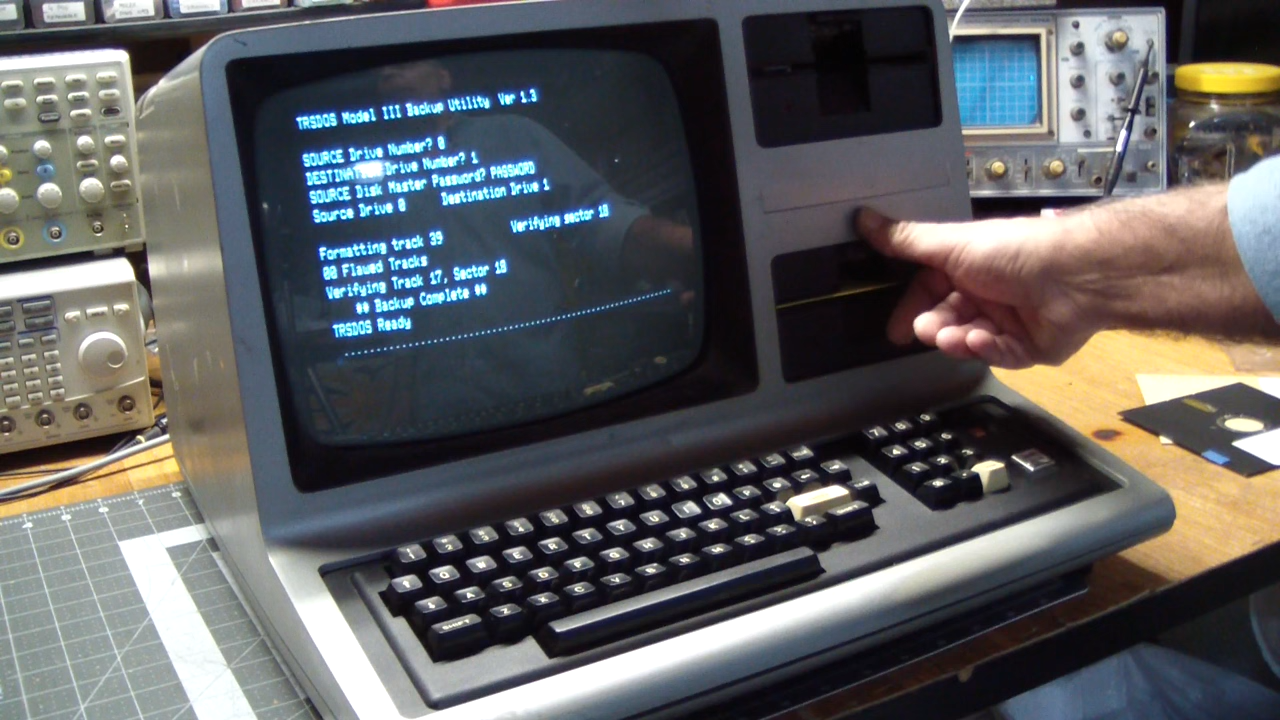 TRSDOS Model III Backup Utility Ver 1.3
SOURCE Drive Number? 0
DESTINATION Drive Number? 1
SOURCE Disk Master Password? PASSWORD
Source Drive 0 Destination Drive 1
Verifying sector 18
Formatting track 39
00 Flawed Tracks
Verifying Track 17, Sector 18
** Backup Complete **
TRSDOS Ready
SHIFT